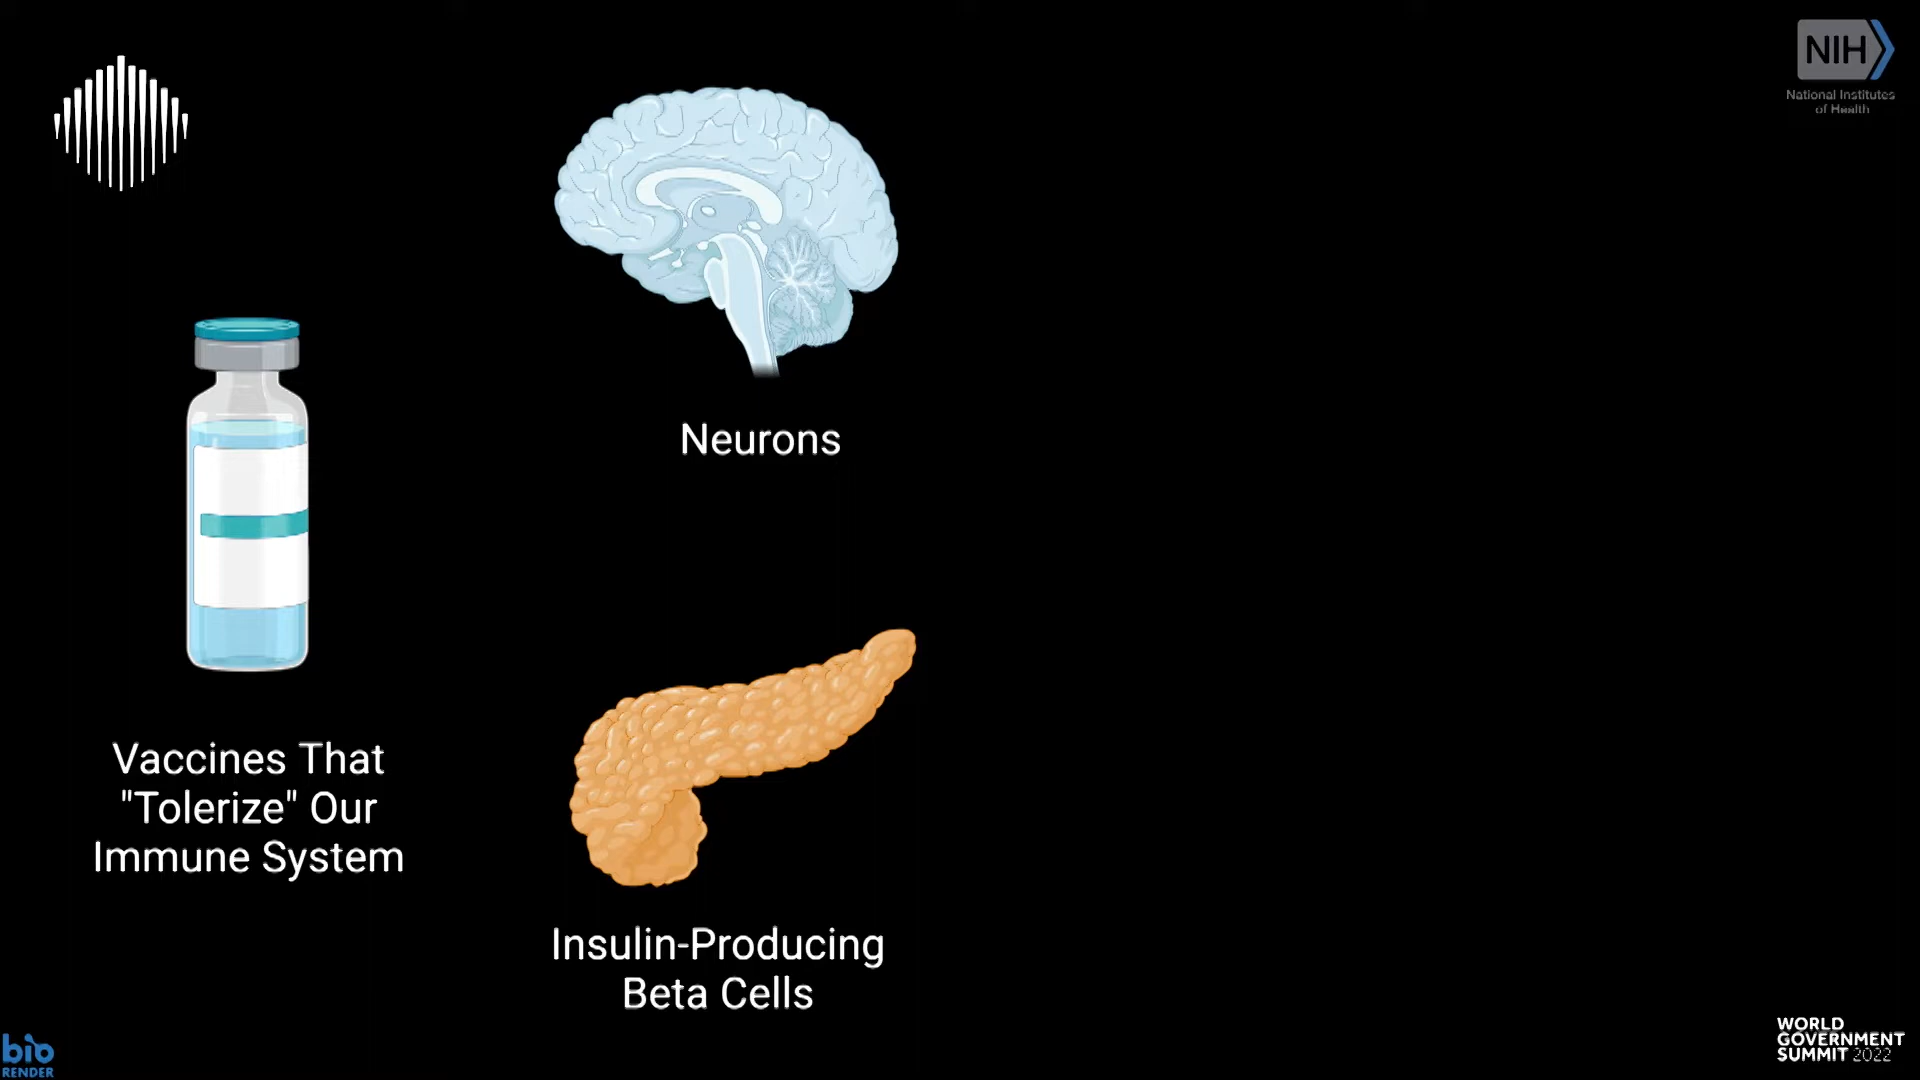 NIH
National Institutes
of Health
Neurons
Vaccines That
"Tolerize" Our
Immune System
Insulin-Producing
Beta Cells
bio
RENDER
WORLD
GOVERNMENT
SUMMIT 2022